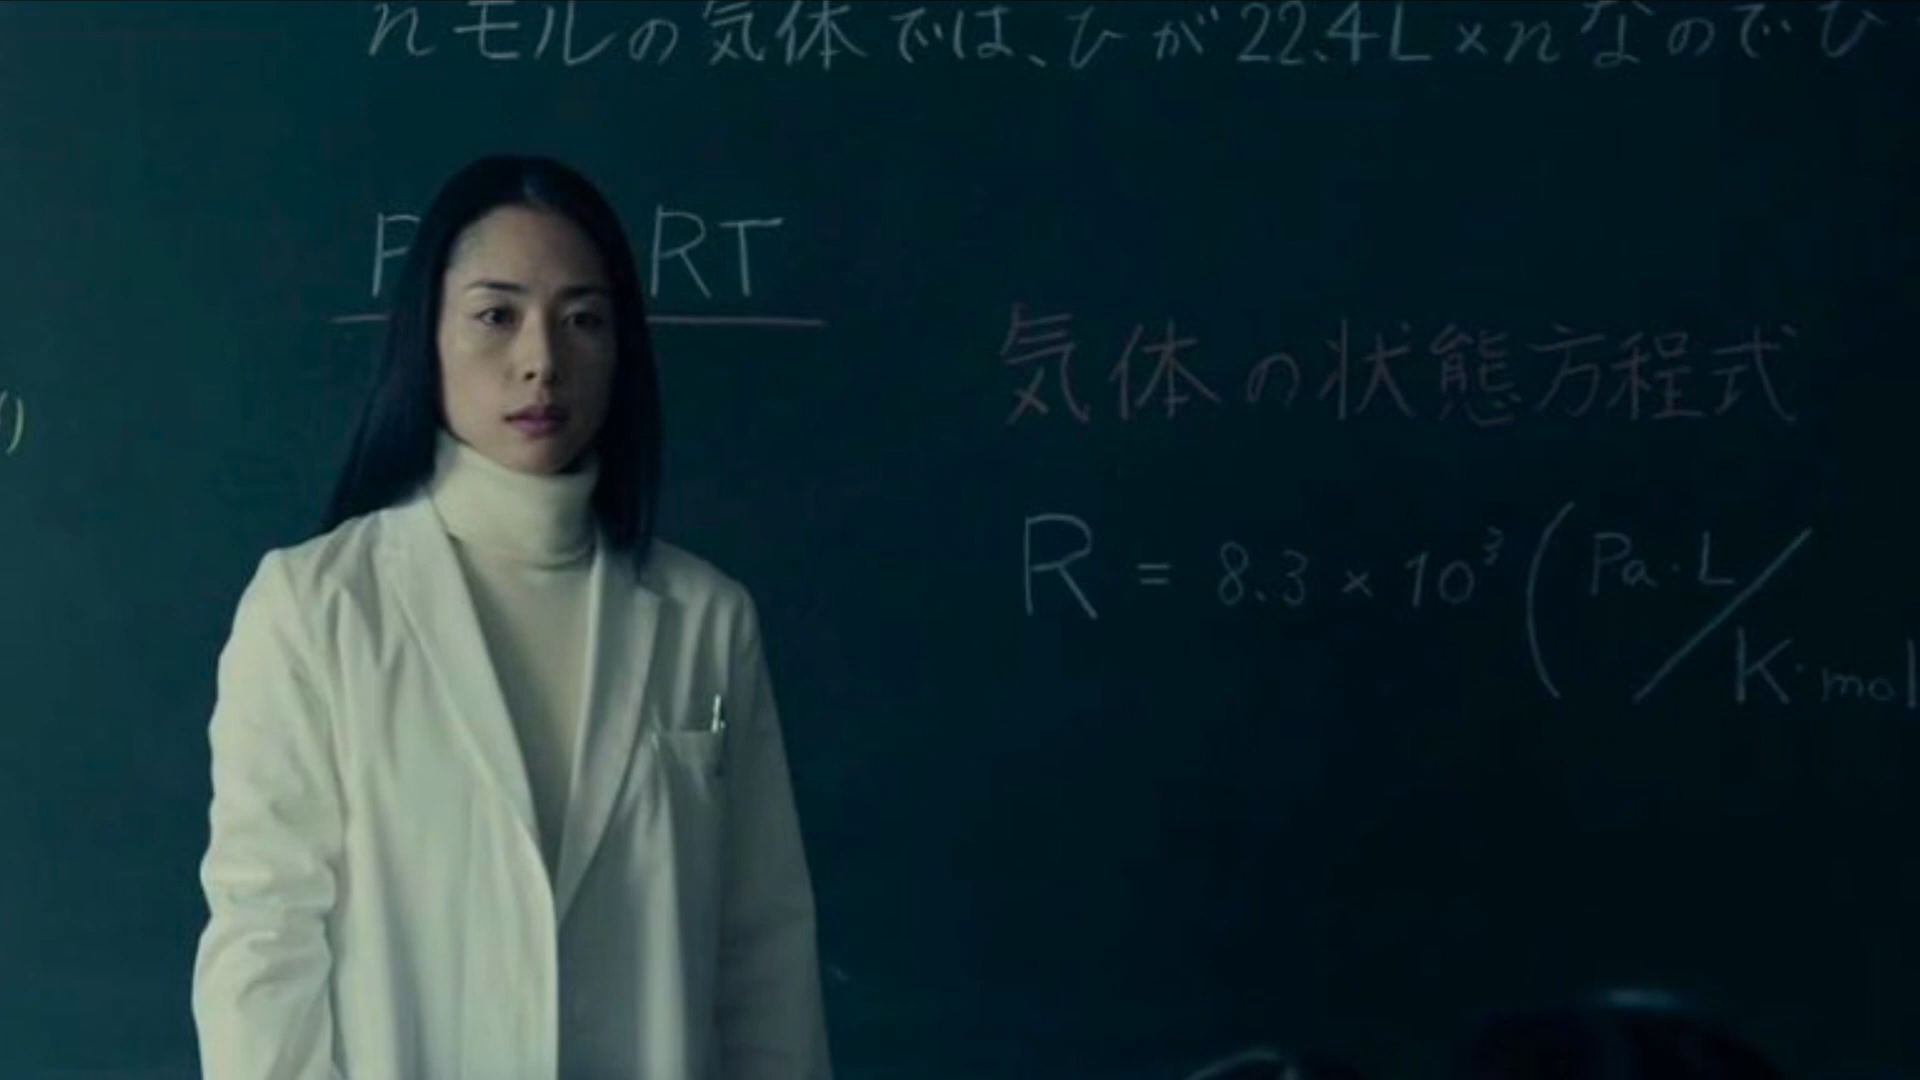 nモルの気体では、vが22.4L×nなのでv
P RT
気体の状態方程式
R = 8.3 × 10³ (Pa・L/K・mol